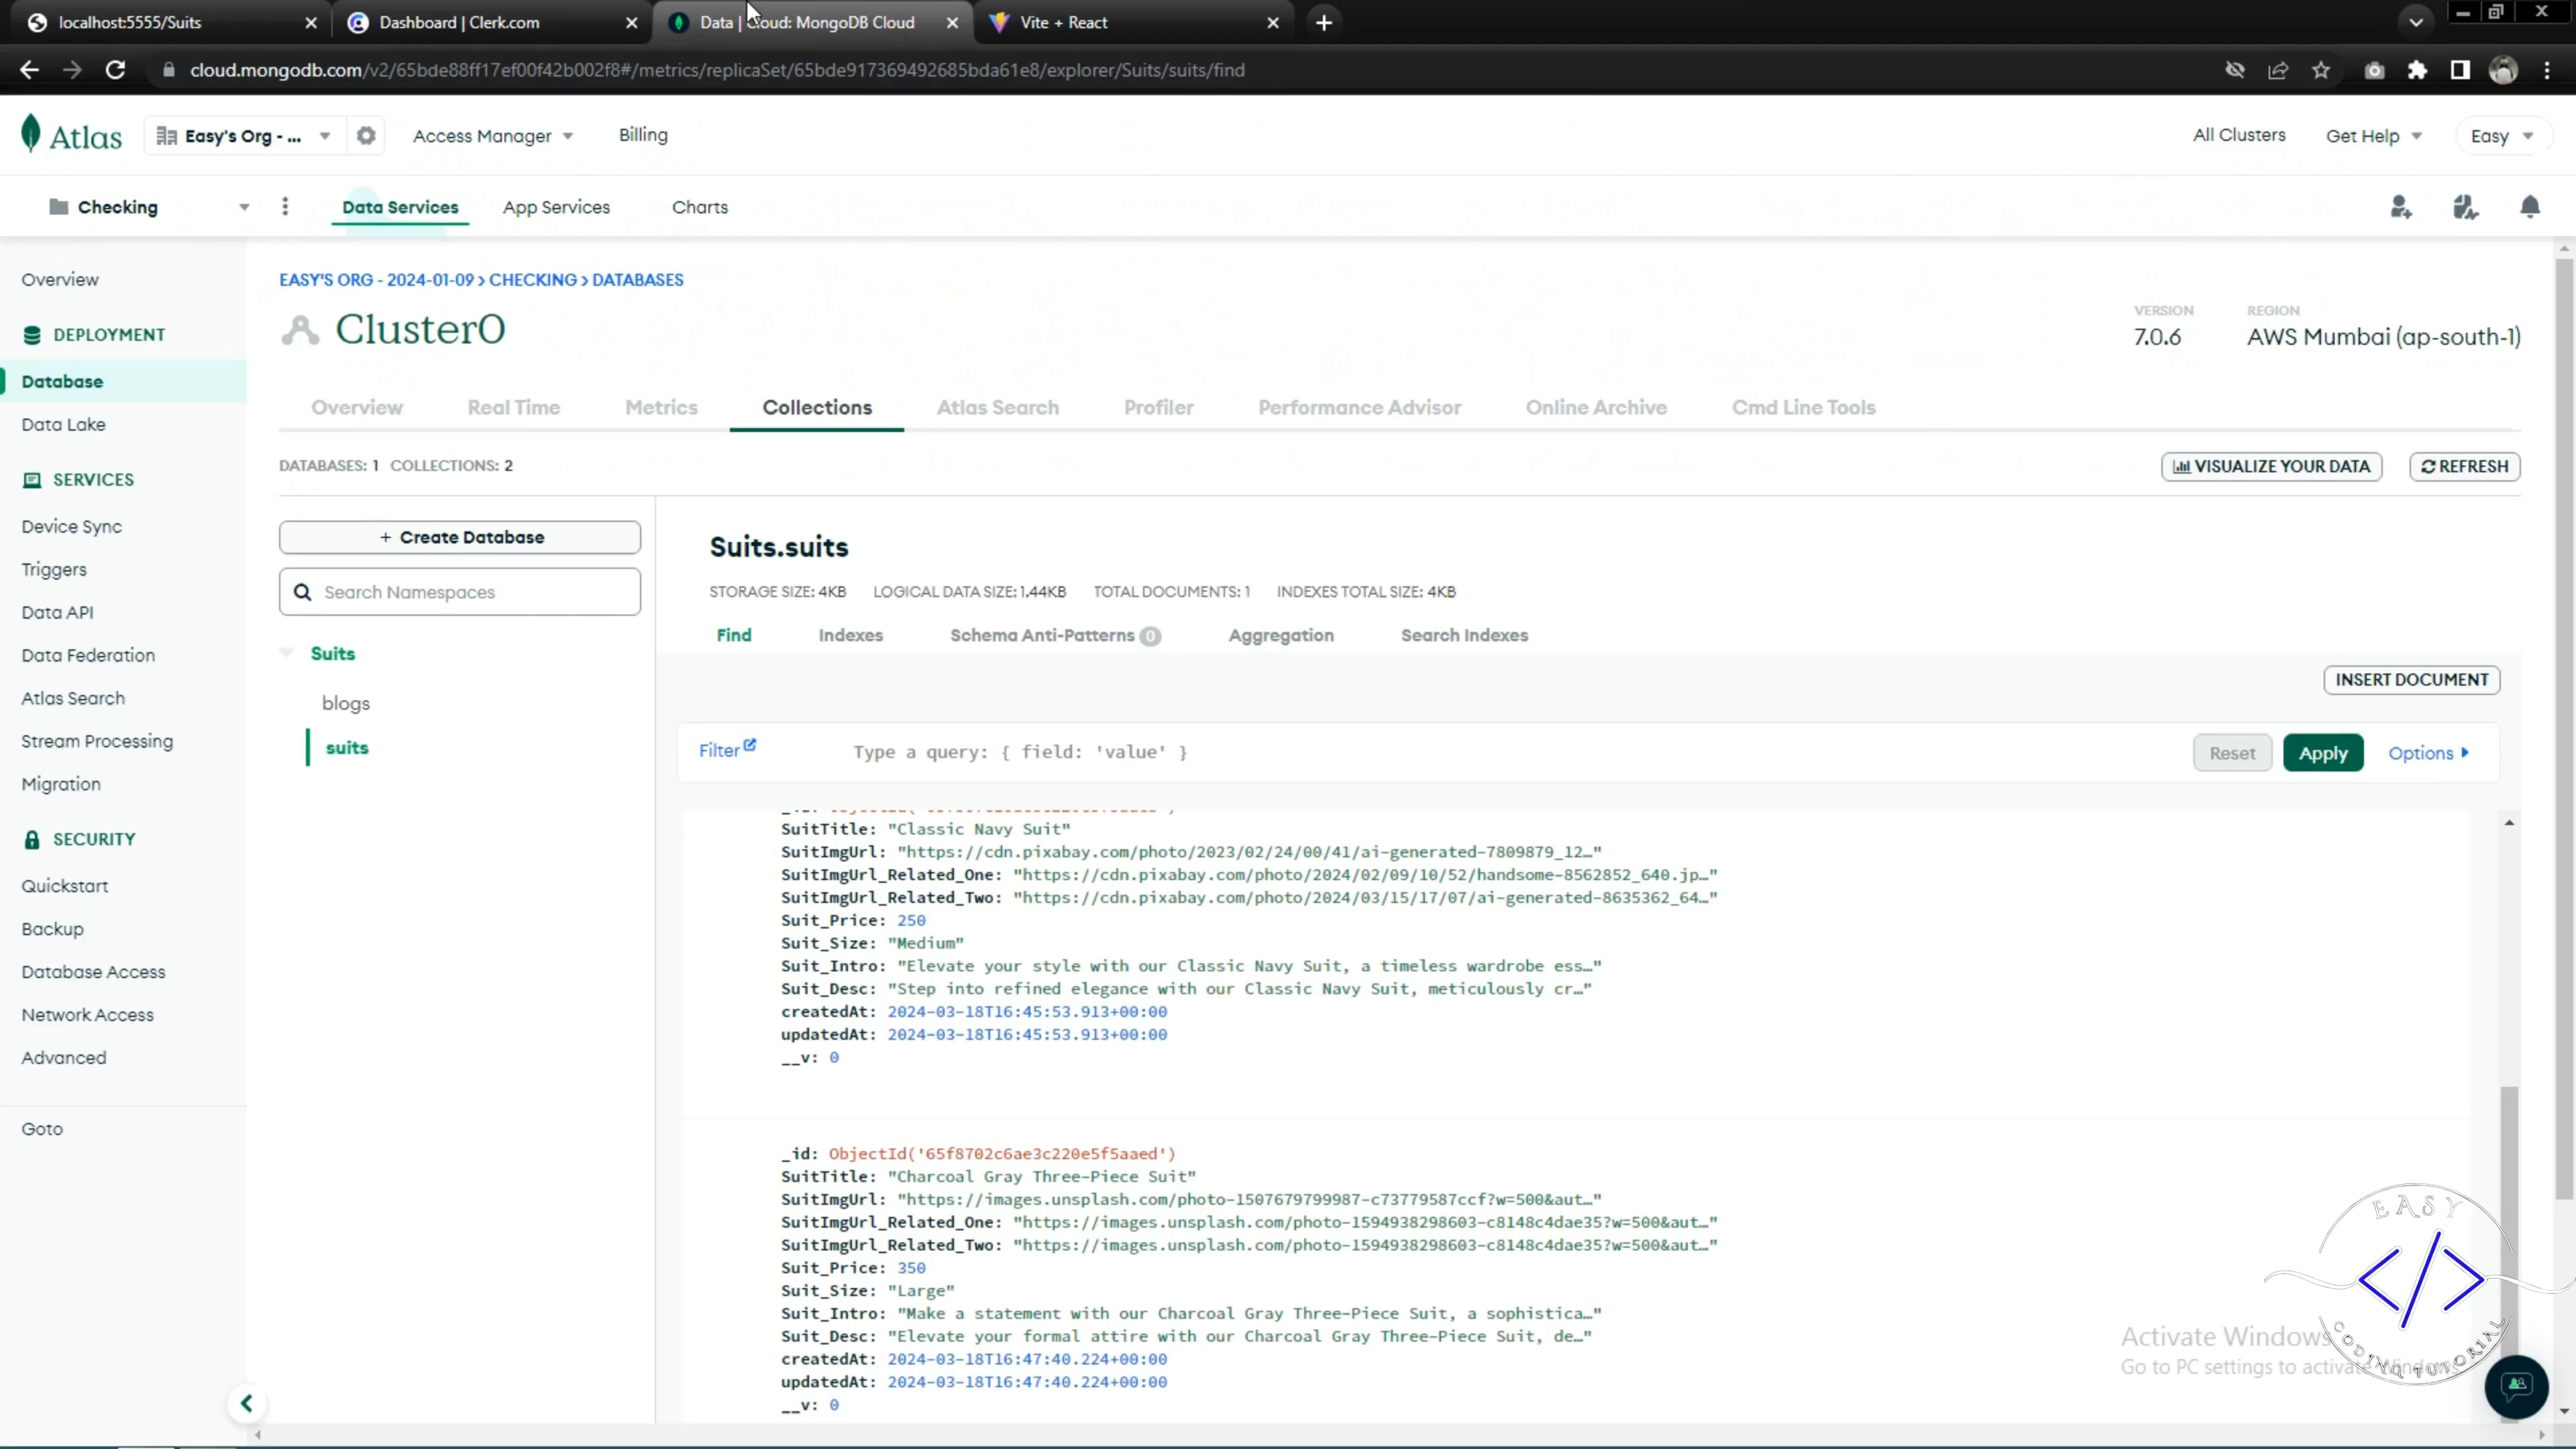 localhost:5555/Suits
Dashboard | Clerk.com
Data | Cloud: MongoDB Cloud
Vite + React
cloud.mongodb.com/v2/65bde88ff17ef00f42b002f8#/metrics/replicaSet/65bde917369492685bda61e8/explorer/Suits/suits/find
Atlas
Easy's Org - ...
Access Manager
Billing
All Clusters
Get Help
Easy
Checking
Data Services
App Services
Charts
Overview
DEPLOYMENT
Database
Data Lake
SERVICES
Device Sync
Triggers
Data API
Data Federation
Atlas Search
Stream Processing
Migration
SECURITY
Quickstart
Backup
Database Access
Network Access
Advanced
Goto
EASY'S ORG - 2024-01-09 > CHECKING > DATABASES
Cluster0
VERSION
7.0.6
REGION
AWS Mumbai (ap-south-1)
Overview
Real Time
Metrics
Collections
Atlas Search
Profiler
Performance Advisor
Online Archive
Cmd Line Tools
DATABASES: 1 COLLECTIONS: 2
VISUALIZE YOUR DATA
REFRESH
+ Create Database
Search Namespaces
Suits
blogs
suits
Suits.suits
STORAGE SIZE: 4KB LOGICAL DATA SIZE: 1.44KB TOTAL DOCUMENTS: 1 INDEXES TOTAL SIZE: 4KB
Find
Indexes
Schema Anti-Patterns 0
Aggregation
Search Indexes
INSERT DOCUMENT
Filter
Type a query: { field: 'value' }
Reset
Apply
Options
SuitTitle: "Classic Navy Suit"
SuitImgUrl: "https://cdn.pixabay.com/photo/2023/02/24/00/41/ai-generated-7809879_12…"
SuitImgUrl_Related_One: "https://cdn.pixabay.com/photo/2024/02/09/10/52/handsome-8562852_640.jp…"
SuitImgUrl_Related_Two: "https://cdn.pixabay.com/photo/2024/03/15/17/07/ai-generated-8635362_64…"
Suit_Price: 250
Suit_Size: "Medium"
Suit_Intro: "Elevate your style with our Classic Navy Suit, a timeless wardrobe ess…"
Suit_Desc: "Step into refined elegance with our Classic Navy Suit, meticulously cr…"
createdAt: 2024-03-18T16:45:53.913+00:00
updatedAt: 2024-03-18T16:45:53.913+00:00
__v: 0
_id: ObjectId('65f8702c6ae3c220e5f5aaed')
SuitTitle: "Charcoal Gray Three-Piece Suit"
SuitImgUrl: "https://images.unsplash.com/photo-1507679799987-c73779587ccf?w=500&aut…"
SuitImgUrl_Related_One: "https://images.unsplash.com/photo-1594938298603-c8148c4dae35?w=500&aut…"
SuitImgUrl_Related_Two: "https://images.unsplash.com/photo-1594938298603-c8148c4dae35?w=500&aut…"
Suit_Price: 350
Suit_Size: "Large"
Suit_Intro: "Make a statement with our Charcoal Gray Three-Piece Suit, a sophistica…"
Suit_Desc: "Elevate your formal attire with our Charcoal Gray Three-Piece Suit, de…"
createdAt: 2024-03-18T16:47:40.224+00:00
updatedAt: 2024-03-18T16:47:40.224+00:00
__v: 0
EASY
</>
CODING TUTORIAL
Activate Windows
Go to PC settings to activate Windows.